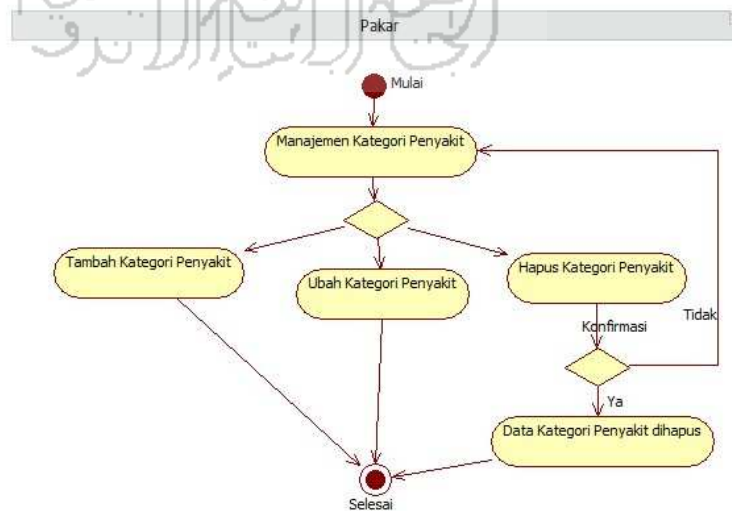 Pakar
Mulai
Manajemen Kategori Penyakit
Tambah Kategori Penyakit
Ubah Kategori Penyakit
Hapus Kategori Penyakit
Konfirmasi
Tidak
Ya
Data Kategori Penyakit dihapus
Selesai